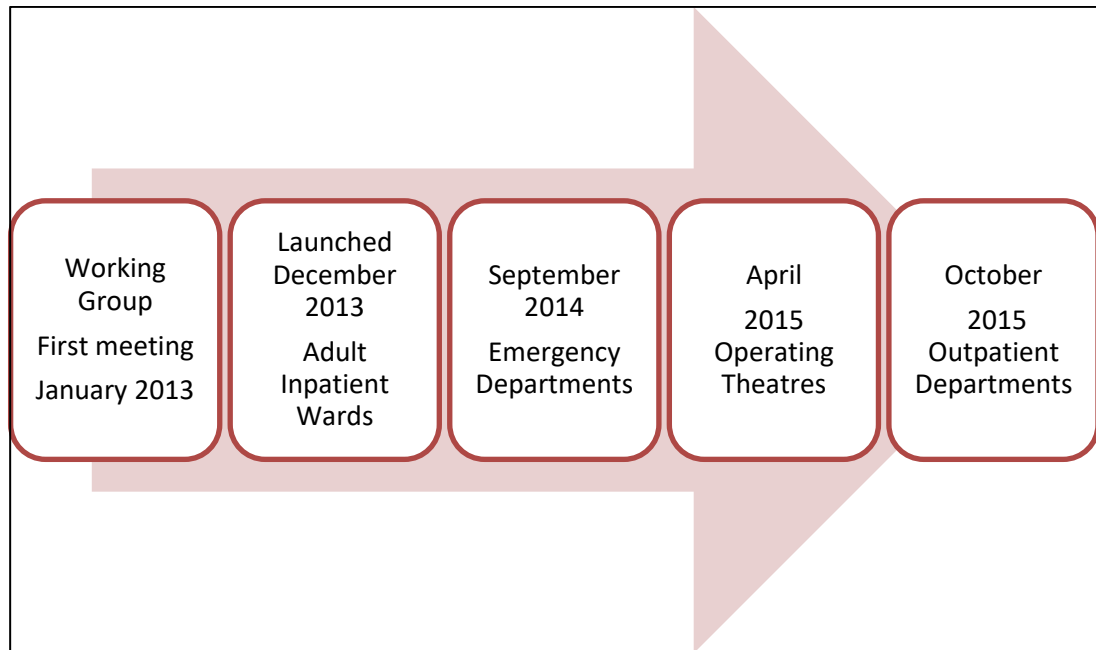 Working
Group
First meeting
January 2013
Launched
December
2013
Adult
Inpatient
Wards
September
2014
Emergency
Departments
April
2015
Operating
Theatres
October
2015
Outpatient
Departments